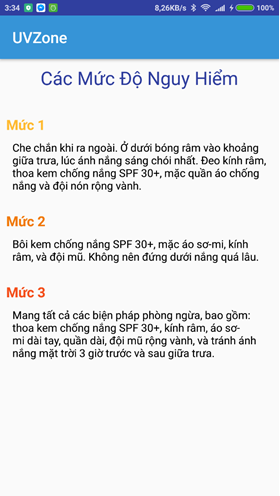 3:34
8,26KB/s
100%
UVZone
Các Mức Độ Nguy Hiểm
Mức 1
Che chắn khi ra ngoài. Ở dưới bóng râm vào khoảng
giữa trưa, lúc ánh nắng sáng chói nhất. Đeo kính râm,
thoa kem chống nắng SPF 30+, mặc quần áo chống
nắng và đội nón rộng vành.
Mức 2
Bôi kem chống nắng SPF 30+, mặc áo sơ-mi, kính
râm, và đội mũ. Không nên đứng dưới nắng quá lâu.
Mức 3
Mang tất cả các biện pháp phòng ngừa, bao gồm:
thoa kem chống nắng SPF 30+, kính râm, áo sơ-
mi dài tay, quần dài, đội mũ rộng vành, và tránh ánh
nắng mặt trời 3 giờ trước và sau giữa trưa.